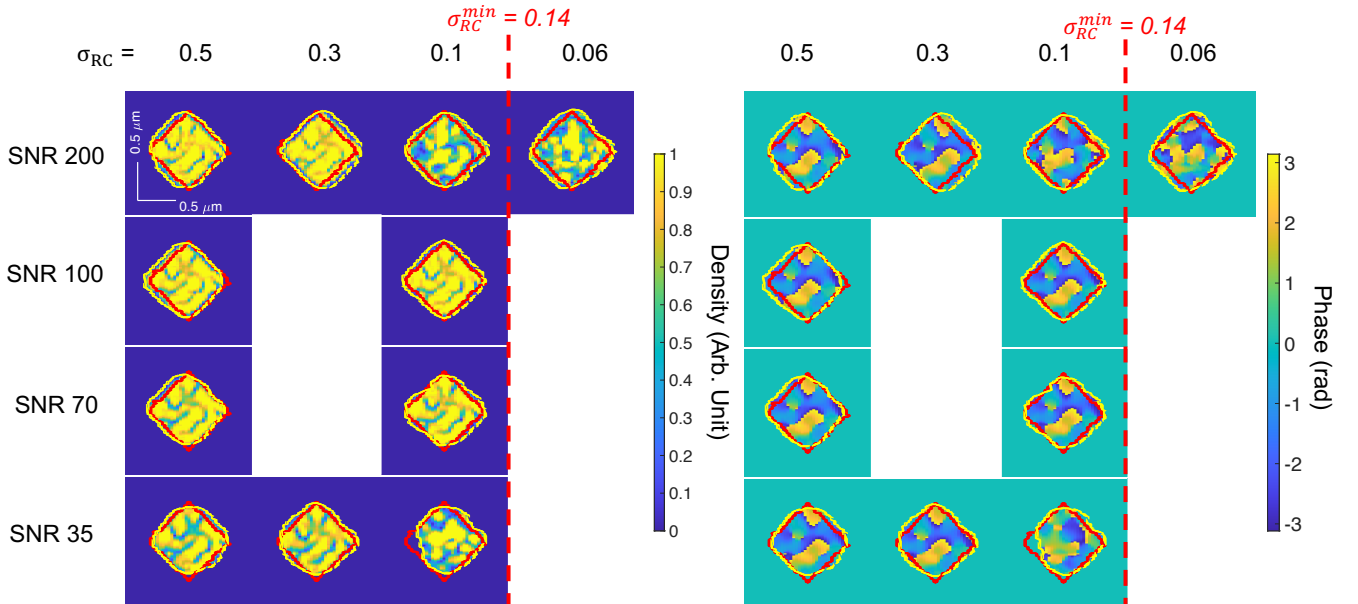 σ_RC^min = 0.14
σ_RC^min = 0.14
σ_RC = 0.5 0.3 0.1 0.06
0.5 0.3 0.1 0.06
SNR 200
0.5 μm
0.5 μm
SNR 100
SNR 70
SNR 35
1
0.9
0.8
0.7
0.6
0.5
0.4
0.3
0.2
0.1
0
Density (Arb. Unit)
3
2
1
0
-1
-2
-3
Phase (rad)